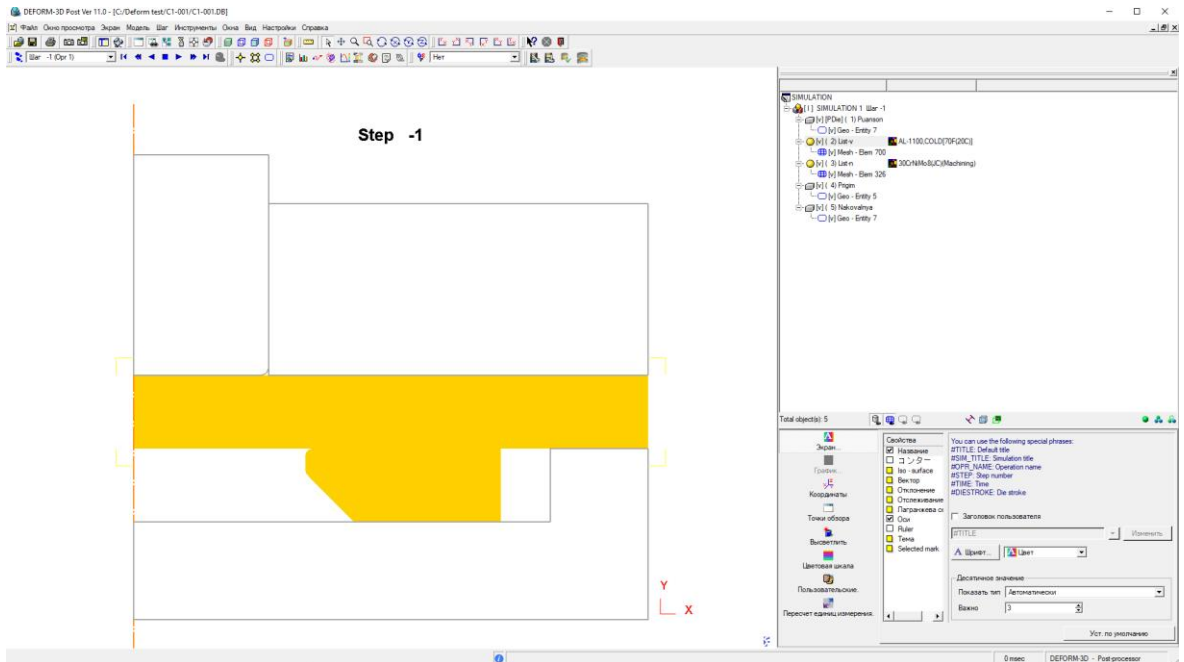 DEFORM-3D Post Ver 11.0 - [C:/Deform test/C1-001/C1-001.DB]
Файл Окно просмотра Экран Модель Шаг Инструменты Окна Вид Настройки Справка
Шаг -1 (Opr 1)
Нет
Step -1
Y
X
SIMULATION
[1] SIMULATION 1 Шаг -1
[v] [PDie] ( 1) Puanson
[v] Geo - Entity 7
[v] ( 2) List-v AL-1100,COLD[70F(20C)]
[v] Mesh - Elem 700
[v] ( 3) List-n 30CrNiMo8(JC)(Machining)
[v] Mesh - Elem 326
[v] ( 4) Prigim
[v] Geo - Entity 5
[v] ( 5) Nakovalnya
[v] Geo - Entity 7
Total object(s): 5
Экран...
График...
Координаты
Точки обзора
Высветлить
Цветовая шкала
Пользовательские.
Пересчет единиц измерения.
Свойства
Название
コンター
Iso - surface
Вектор
Отклонение
Отслеживание
Лагранжева се
Оси
Ruler
Тема
Selected mark
You can use the following special phrases:
#TITLE: Default title
#SIM_TITLE: Simulation title
#OPR_NAME: Operation name
#STEP: Step number
#TIME: Time
#DIESTROKE: Die stroke
Заголовок пользователя
#TITLE
Изменить
A Шрифт...
Цвет
Десятичное значение
Показать тип Автоматически
Важно 3
Уст. по умолчанию
0 msec DEFORM-3D - Post-processor